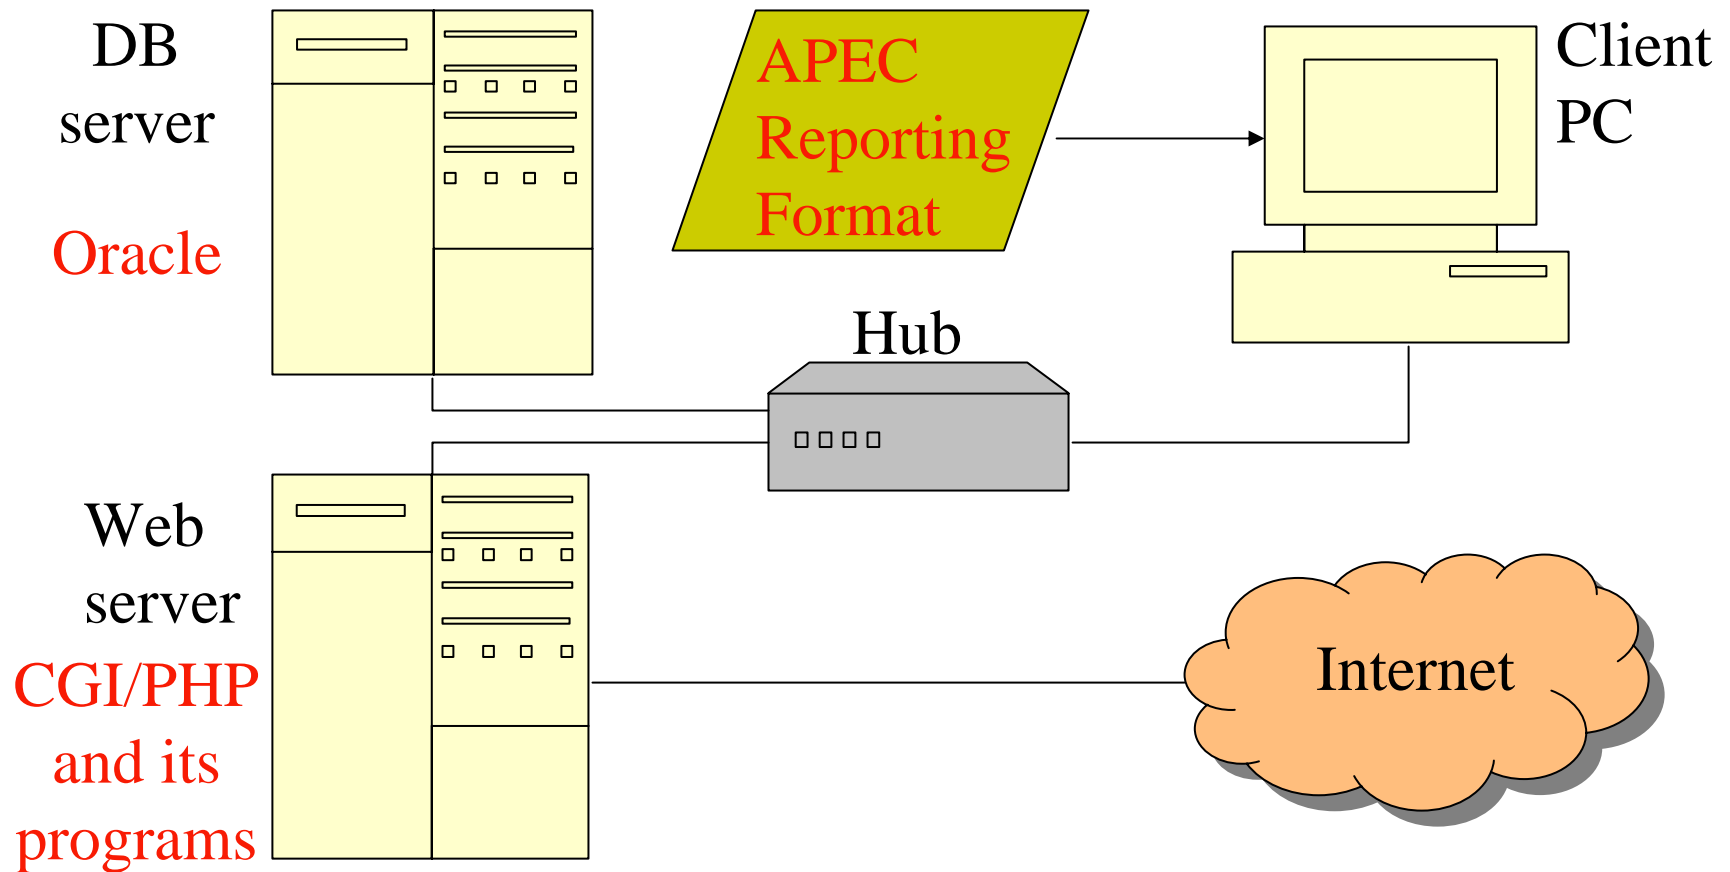 DB
server
Oracle
APEC
Reporting
Format
Client
PC
Hub
Web
server
CGI/PHP
and its
programs
Internet